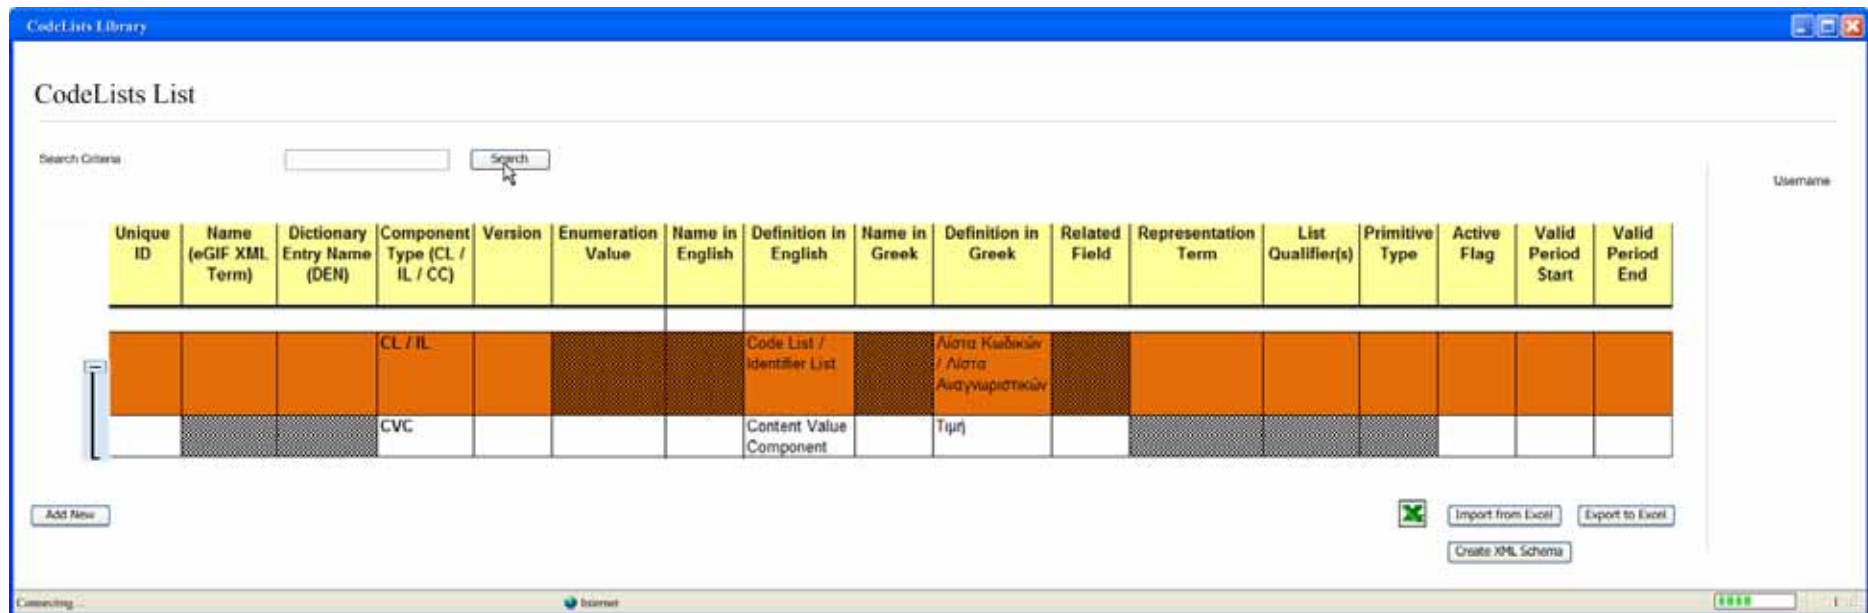 CodeLists Library
CodeLists List
Search Criteria
Search
Username
Unique ID
Name (eGIF XML Term)
Dictionary Entry Name (DEN)
Component Type (CL / IL / CC)
Version
Enumeration Value
Name in English
Definition in English
Name in Greek
Definition in Greek
Related Field
Representation Term
List Qualifier(s)
Primitive Type
Active Flag
Valid Period Start
Valid Period End
CL / IL
Code List / Identifier List
Λίστα Κωδικών / Λίστα Αναγνωριστικών
CVC
Content Value Component
Τιμή
Add New
Import from Excel
Export to Excel
Create XML Schema
Connecting...
Internet